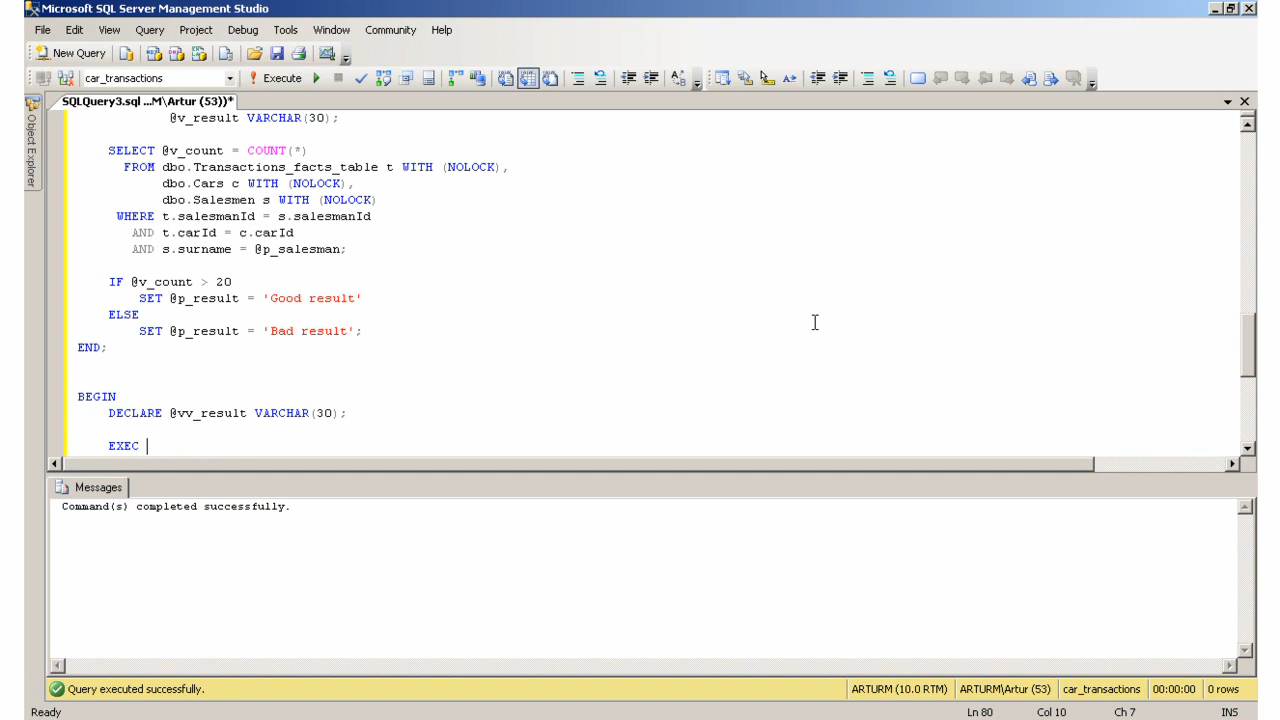 Microsoft SQL Server Management Studio
File Edit View Query Project Debug Tools Window Community Help
New Query
car_transactions Execute
SQLQuery3.sql ...M\Artur (53))*
Object Explorer
@v_result VARCHAR(30);
SELECT @v_count = COUNT(*)
FROM dbo.Transactions_facts_table t WITH (NOLOCK),
dbo.Cars c WITH (NOLOCK),
dbo.Salesmen s WITH (NOLOCK)
WHERE t.salesmanId = s.salesmanId
AND t.carId = c.carId
AND s.surname = @p_salesman;
IF @v_count > 20
SET @p_result = 'Good result'
ELSE
SET @p_result = 'Bad result';
END;
BEGIN
DECLARE @vv_result VARCHAR(30);
EXEC
Messages
Command(s) completed successfully.
Query executed successfully. ARTURM (10.0 RTM) ARTURM\Artur (53) car_transactions 00:00:00 0 rows
Ready Ln 80 Col 10 Ch 7 INS